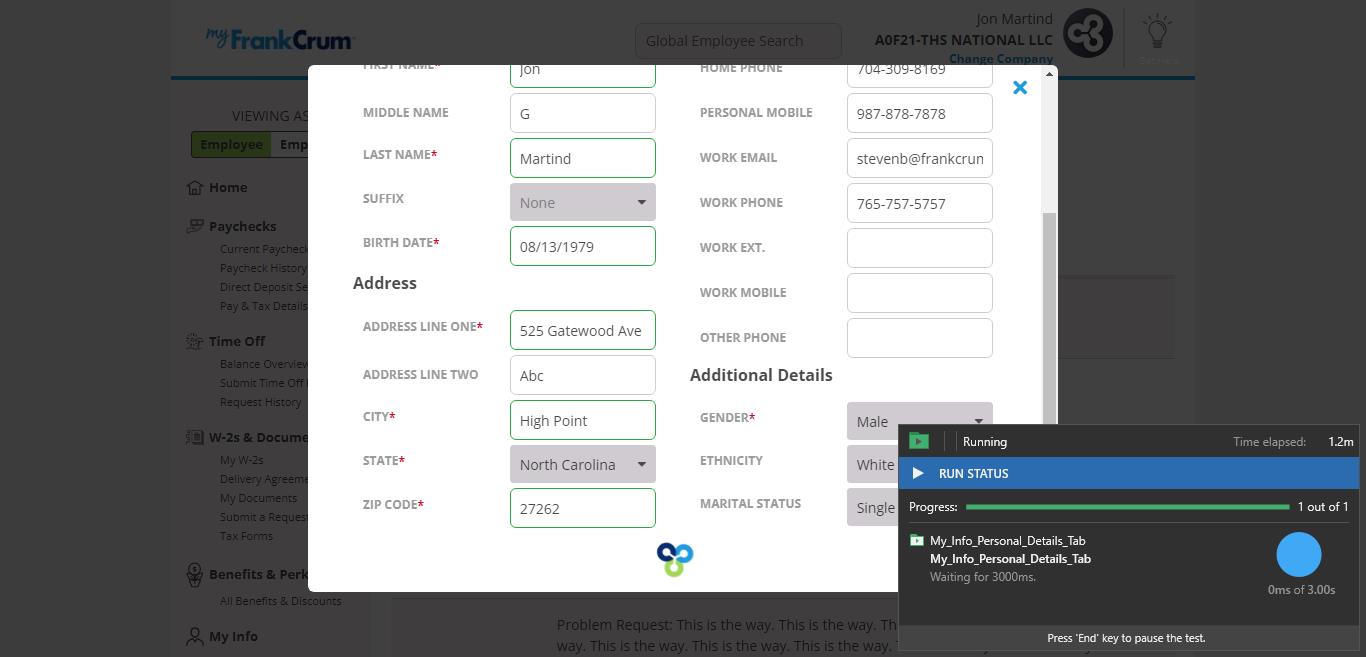 myFrankCrum
Global Employee Search
Jon Martind
A0F21-THS NATIONAL LLC
Change Company
VIEWING AS
Employee Emp
Home
Paychecks
Current Paycheck
Paycheck History
Direct Deposit Se
Pay & Tax Details
Time Off
Balance Overview
Submit Time Off
Request History
W-2s & Docume
My W-2s
Delivery Agreeme
My Documents
Submit a Request
Tax Forms
Benefits & Perk
All Benefits & Discounts
My Info
FIRST NAME* Jon
MIDDLE NAME G
LAST NAME* Martind
SUFFIX None
BIRTH DATE* 08/13/1979
Address
ADDRESS LINE ONE* 525 Gatewood Ave
ADDRESS LINE TWO Abc
CITY* High Point
STATE* North Carolina
ZIP CODE* 27262
HOME PHONE 704-309-8169
PERSONAL MOBILE 987-878-7878
WORK EMAIL stevenb@frankcrun
WORK PHONE 765-757-5757
WORK EXT.
WORK MOBILE
OTHER PHONE
Additional Details
GENDER* Male
ETHNICITY White
MARITAL STATUS Single
Running Time elapsed: 1.2m
RUN STATUS
Progress: 1 out of 1
My_Info_Personal_Details_Tab
My_Info_Personal_Details_Tab
Waiting for 3000ms.
0ms of 3.00s
Press 'End' key to pause the test.
Problem Request: This is the way. This is the way. Th
way. This is the way. This is the way. This is the way.